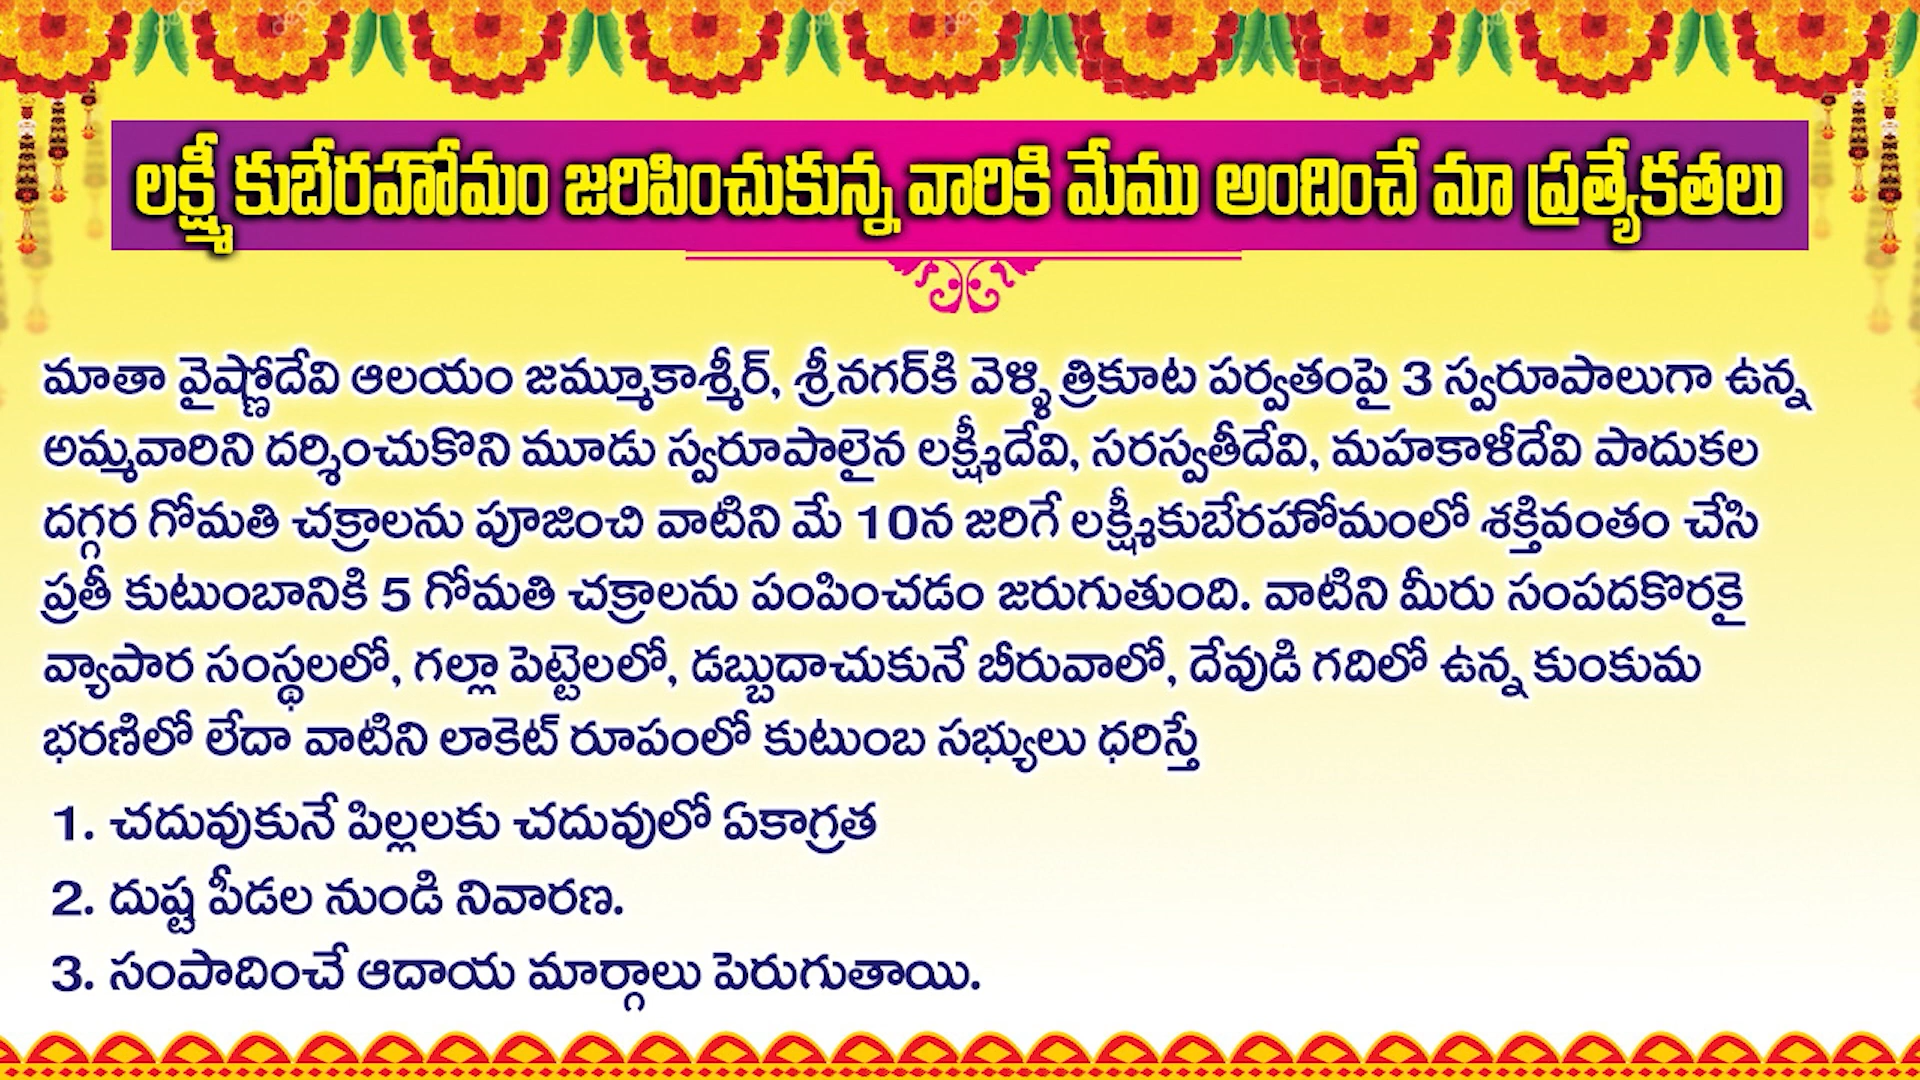 లక్ష్మీ కుబేరహోమం జరిపించుకున్న వారికి మేము అందించే మా ప్రత్యేకతలు
మాతా వైష్ణోదేవి ఆలయం జమ్మూకాశ్మీర్, శ్రీనగర్‌కి వెళ్ళి త్రికూట పర్వతంపై 3 స్వరూపాలుగా ఉన్న
అమ్మవారిని దర్శించుకొని మూడు స్వరూపాలైన లక్ష్మీదేవి, సరస్వతీదేవి, మహకాళీదేవి పాదుకల
దగ్గర గోమతి చక్రాలను పూజించి వాటిని మే 10న జరిగే లక్ష్మీకుబేరహోమంలో శక్తివంతం చేసి
ప్రతీ కుటుంబానికి 5 గోమతి చక్రాలను పంపించడం జరుగుతుంది. వాటిని మీరు సంపదకొరకై
వ్యాపార సంస్థలలో, గల్లా పెట్టెలలో, డబ్బుదాచుకునే బీరువాలో, దేవుడి గదిలో ఉన్న కుంకుమ
భరణిలో లేదా వాటిని లాకెట్ రూపంలో కుటుంబ సభ్యులు ధరిస్తే
1. చదువుకునే పిల్లలకు చదువులో ఏకాగ్రత
2. దుష్ట పీడల నుండి నివారణ.
3. సంపాదించే ఆదాయ మార్గాలు పెరుగుతాయి.